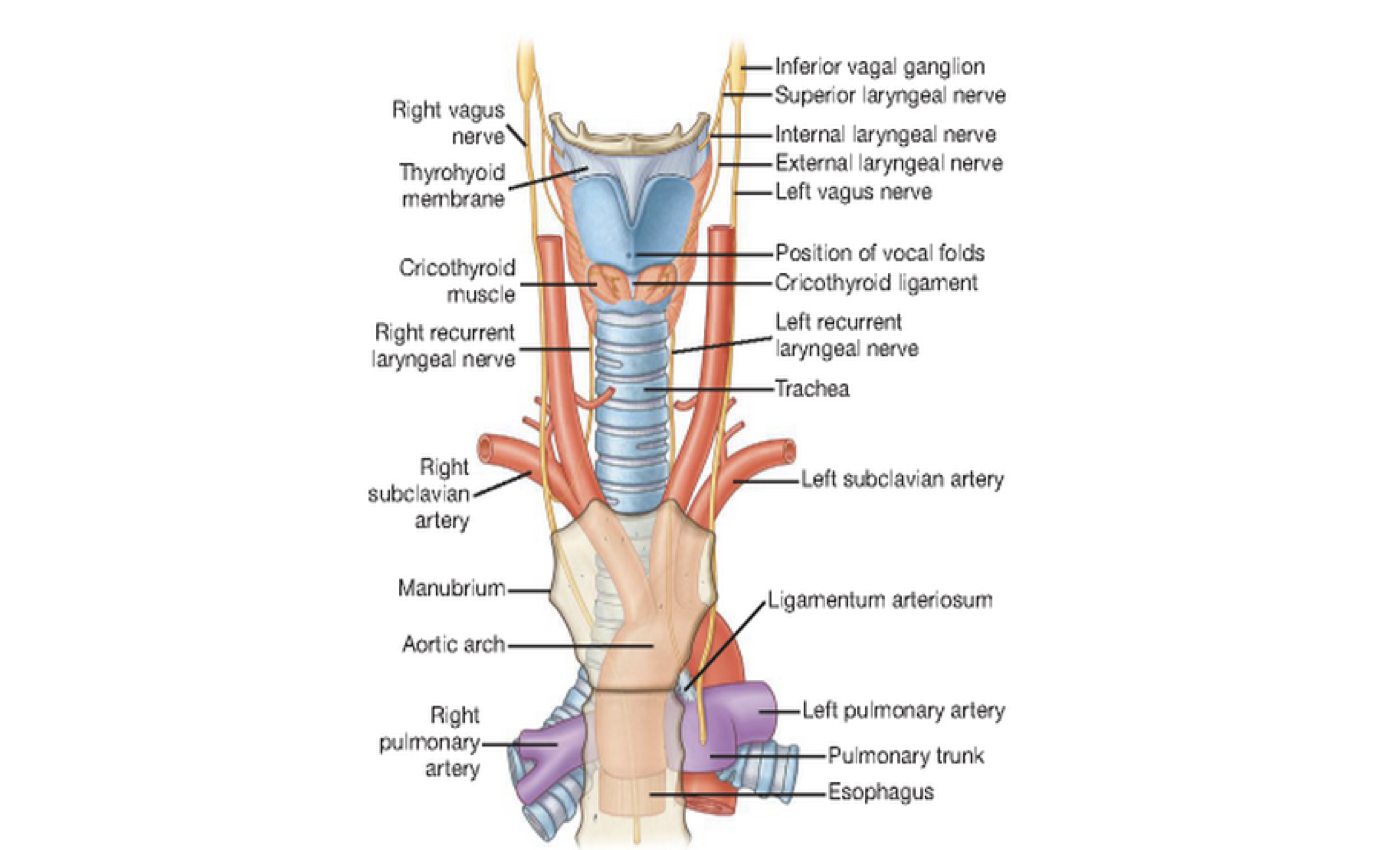 Right vagus
nerve
Thyrohyoid
membrane
Cricothyroid
muscle
Right recurrent
laryngeal nerve
Right
subclavian
artery
Manubrium
Aortic arch
Right
pulmonary
artery
Inferior vagal ganglion
Superior laryngeal nerve
Internal laryngeal nerve
External laryngeal nerve
Left vagus nerve
Position of vocal folds
Cricothyroid ligament
Left recurrent
laryngeal nerve
Trachea
Left subclavian artery
Ligamentum arteriosum
Left pulmonary artery
Pulmonary trunk
Esophagus